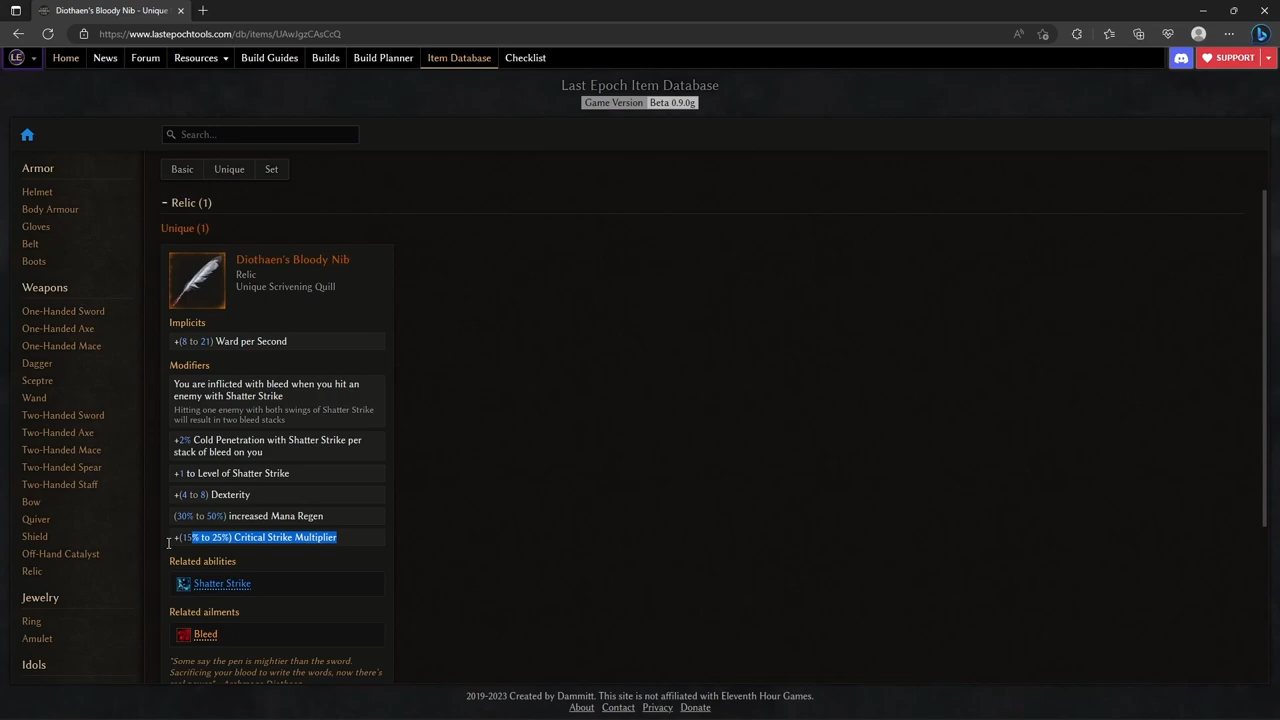 Diothaen's Bloody Nib - Unique
https://www.lastepochtools.com/db/items/UAwJgzCAsCcQ
LE Home News Forum Resources Build Guides Builds Build Planner Item Database Checklist SUPPORT
Last Epoch Item Database
Game Version Beta 0.9.0g
Search...
Armor
Helmet
Body Armour
Gloves
Belt
Boots
Weapons
One-Handed Sword
One-Handed Axe
One-Handed Mace
Dagger
Sceptre
Wand
Two-Handed Sword
Two-Handed Axe
Two-Handed Mace
Two-Handed Spear
Two-Handed Staff
Bow
Quiver
Shield
Off-Hand Catalyst
Relic
Jewelry
Ring
Amulet
Idols
Basic Unique Set
- Relic (1)
Unique (1)
Diothaen's Bloody Nib
Relic
Unique Scrivening Quill
Implicits
+(8 to 21) Ward per Second
Modifiers
You are inflicted with bleed when you hit an
enemy with Shatter Strike
Hitting one enemy with both swings of Shatter Strike
will result in two bleed stacks
+2% Cold Penetration with Shatter Strike per
stack of bleed on you
+1 to Level of Shatter Strike
+(4 to 8) Dexterity
(30% to 50%) increased Mana Regen
+(15% to 25%) Critical Strike Multiplier
Related abilities
Shatter Strike
Related ailments
Bleed
"Some say the pen is mightier than the sword.
Sacrificing your blood to write the words, now there's
2019-2023 Created by Dammitt. This site is not affiliated with Eleventh Hour Games.
About Contact Privacy Donate